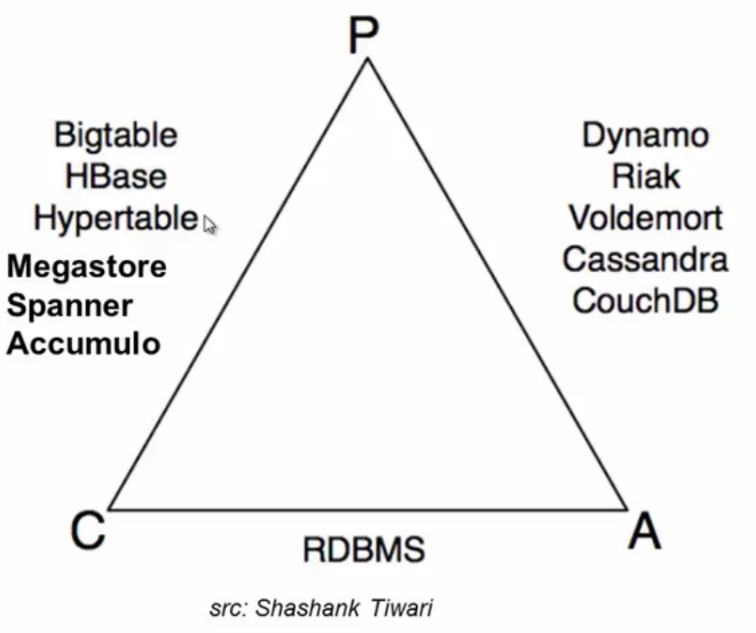 P
Bigtable
HBase
Hypertable
Megastore
Spanner
Accumulo
Dynamo
Riak
Voldemort
Cassandra
CouchDB
C
A
RDBMS
src: Shashank Tiwari